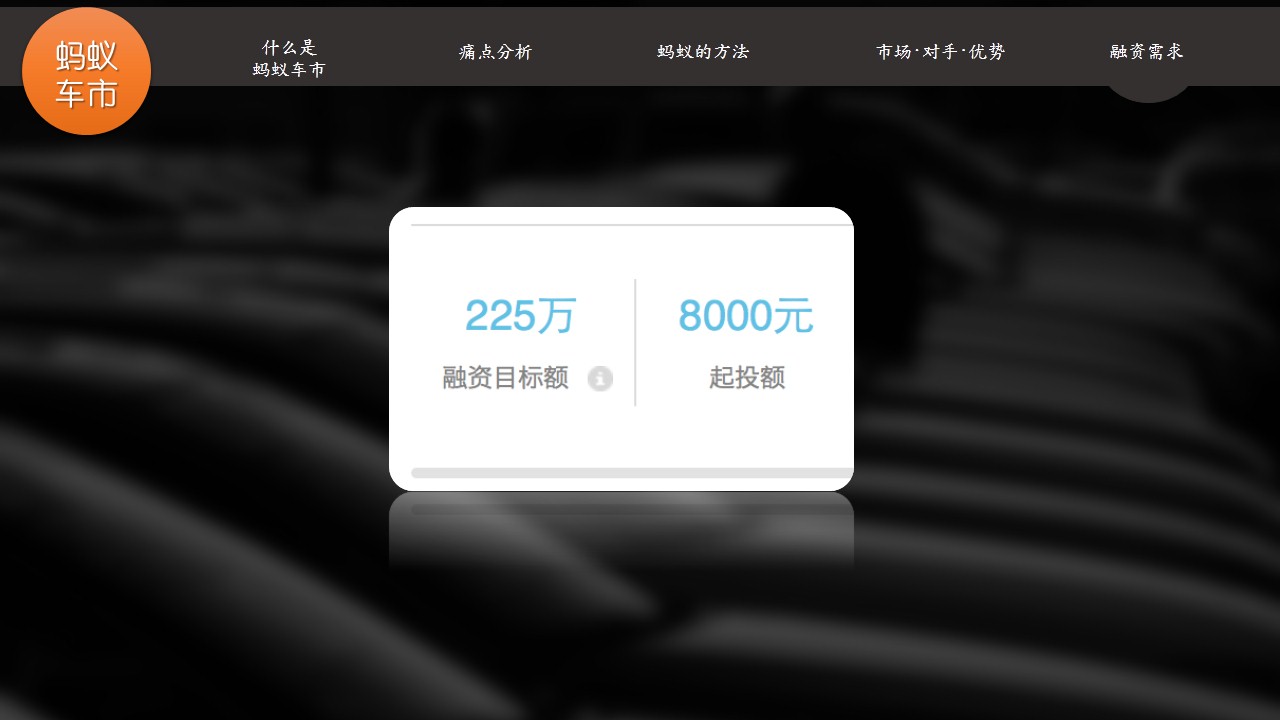 蚂蚁
车市
什么是
蚂蚁车市
痛点分析
蚂蚁的方法
市场·对手·优势
融资需求
225万
8000元
融资目标额
起投额